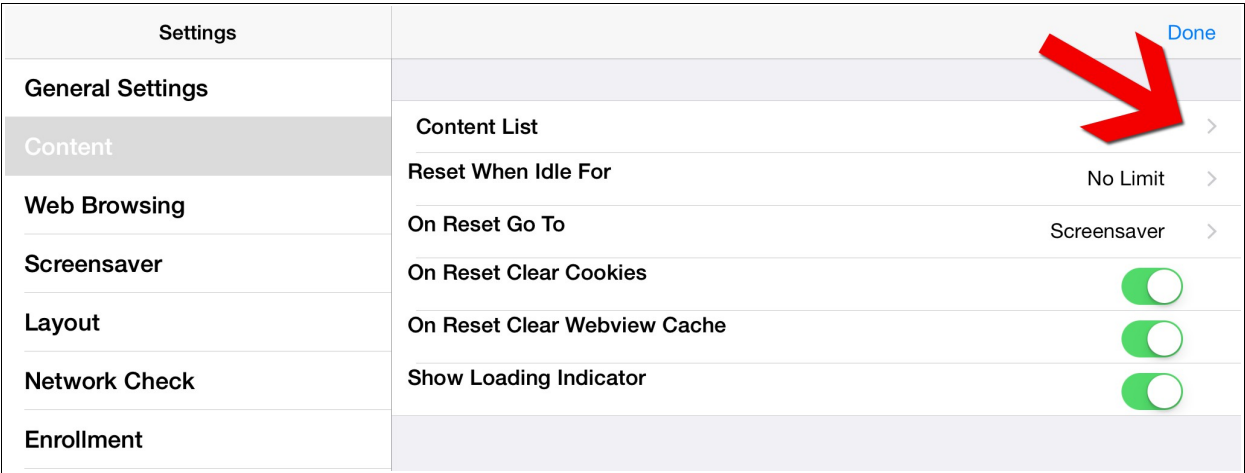 Settings
Done
General Settings
Content
Web Browsing
Screensaver
Layout
Network Check
Enrollment
Content List
Reset When Idle For
No Limit
On Reset Go To
Screensaver
On Reset Clear Cookies
On Reset Clear Webview Cache
Show Loading Indicator